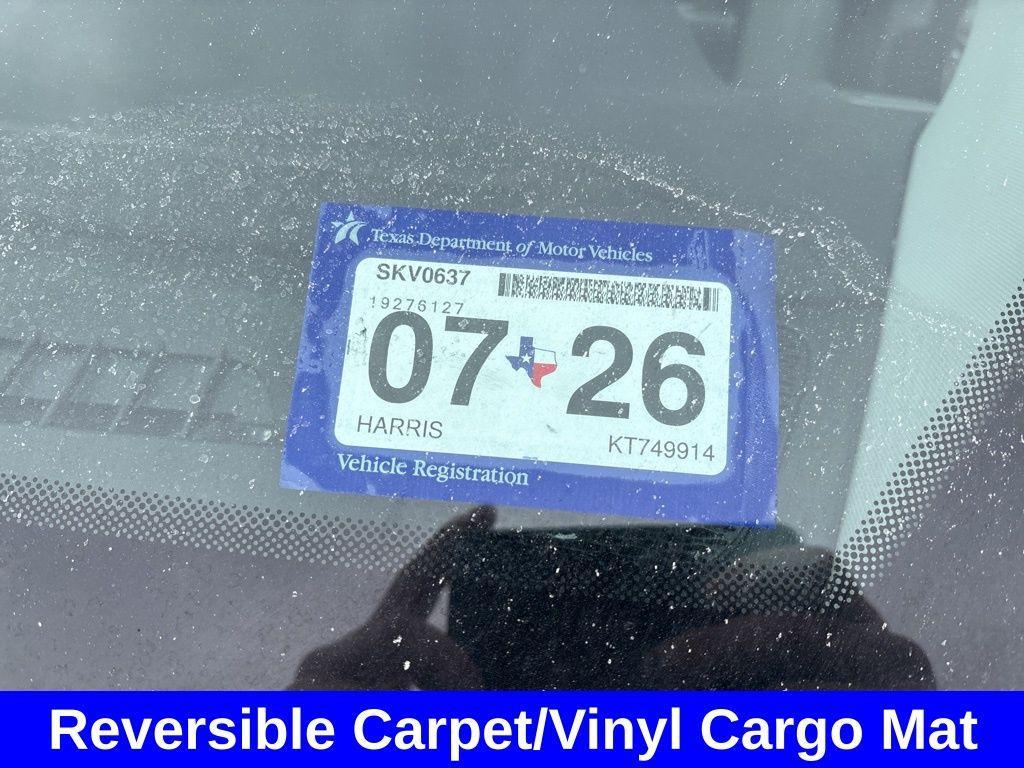 Texas Department of Motor Vehicles
SKV0637
19276127
07 26
HARRIS
KT749914
Vehicle Registration
Reversible Carpet/Vinyl Cargo Mat